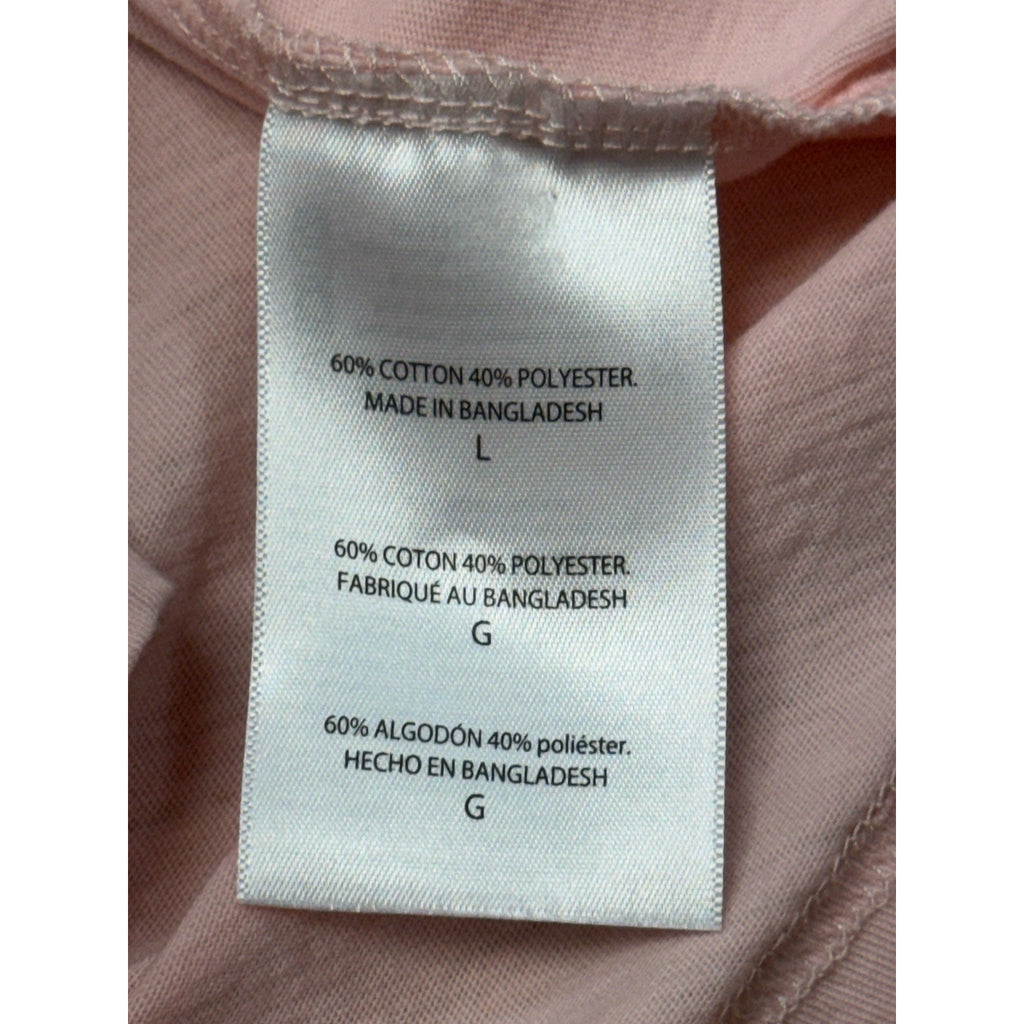 60% COTTON 40% POLYESTER.
MADE IN BANGLADESH
L
60% COTON 40% POLYESTER.
FABRIQUÉ AU BANGLADESH
G
60% ALGODÓN 40% poliéster.
HECHO EN BANGLADESH
G